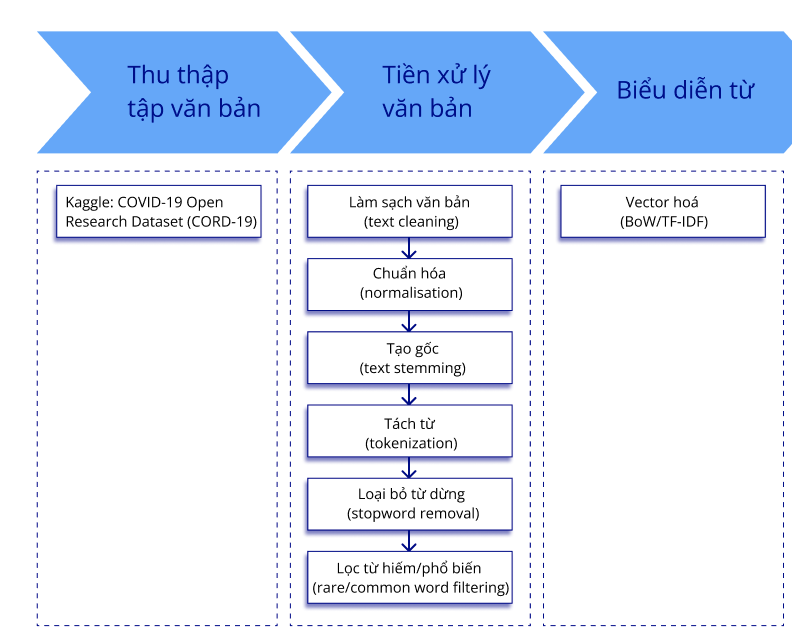 Thu thập
tập văn bản
Tiền xử lý
văn bản
Biểu diễn từ
Kaggle: COVID-19 Open
Research Dataset (CORD-19)
Làm sạch văn bản
(text cleaning)
Chuẩn hóa
(normalisation)
Tạo gốc
(text stemming)
Tách từ
(tokenization)
Loại bỏ từ dừng
(stopword removal)
Lọc từ hiếm/phổ biến
(rare/common word filtering)
Vector hoá
(BoW/TF-IDF)